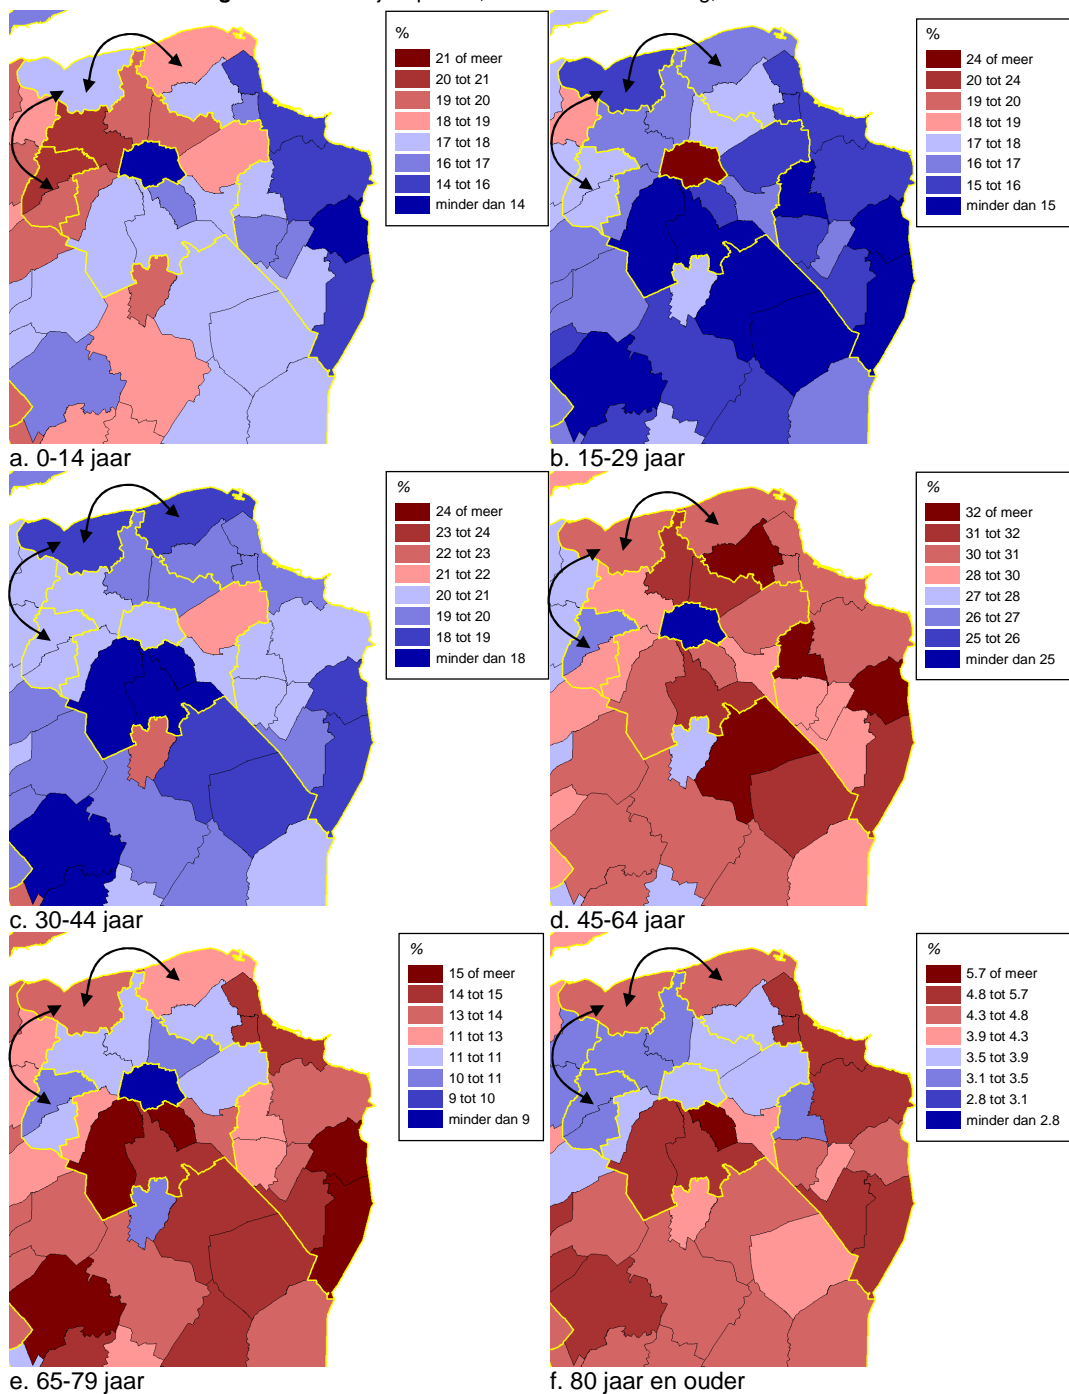 %
21 of meer
20 tot 21
19 tot 20
18 tot 19
17 tot 18
16 tot 17
14 tot 16
minder dan 14
a. 0-14 jaar
%
24 of meer
20 tot 24
19 tot 20
18 tot 19
17 tot 18
16 tot 17
15 tot 16
minder dan 15
b. 15-29 jaar
%
24 of meer
23 tot 24
22 tot 23
21 tot 22
20 tot 21
19 tot 20
18 tot 19
minder dan 18
c. 30-44 jaar
%
32 of meer
31 tot 32
30 tot 31
28 tot 30
27 tot 28
26 tot 27
25 tot 26
minder dan 25
d. 45-64 jaar
%
15 of meer
14 tot 15
13 tot 14
11 tot 13
11 tot 11
10 tot 11
9 tot 10
minder dan 9
e. 65-79 jaar
%
5.7 of meer
4.8 tot 5.7
4.3 tot 4.8
3.9 tot 4.3
3.5 tot 3.9
3.1 tot 3.5
2.8 tot 3.1
minder dan 2.8
f. 80 jaar en ouder